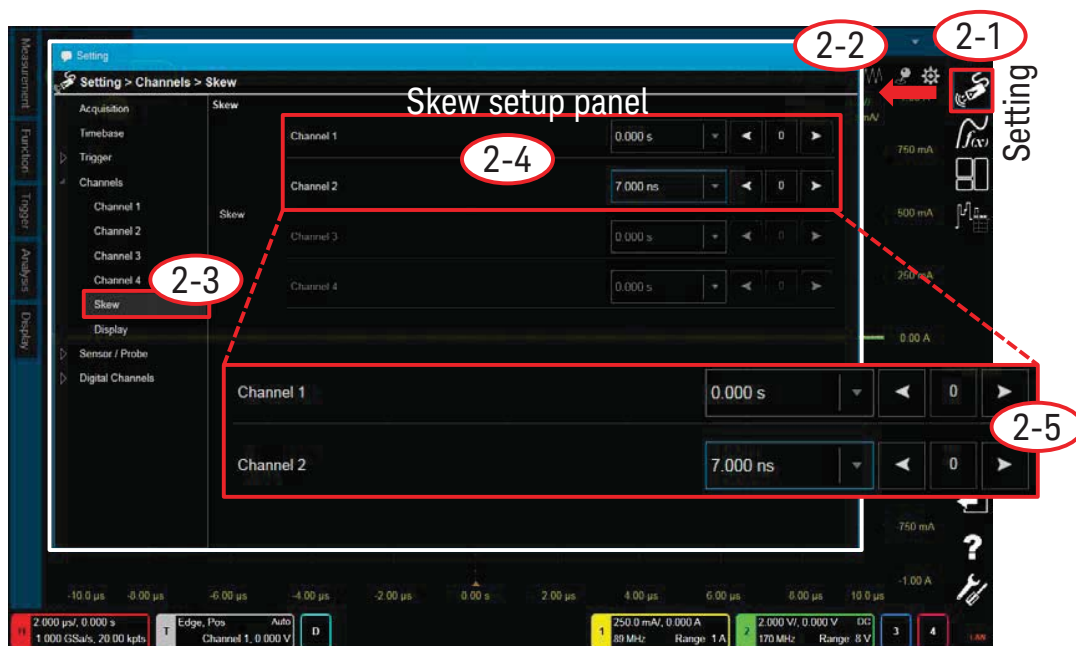 2-1
2-2
Setting
Setting
Setting > Channels > Skew
Skew setup panel
Measurement
Function
Trigger
Analysis
Display
Acquisition
Timebase
Trigger
Channels
Channel 1
Channel 2
Channel 3
Channel 4
Skew
Display
Sensor / Probe
Digital Channels
2-3
Skew
Channel 1 0.000 s 0
2-4
Channel 2 7.000 ns 0
Skew
Channel 3 0.000 s 0
Channel 4 0.000 s 0
Channel 1 0.000 s 0
2-5
Channel 2 7.000 ns 0
f(x)
mA/
750 mA
500 mA
250 mA
0.00 A
-750 mA
-1.00 A
?
-10.0 µs -8.00 µs -6.00 µs -4.00 µs -2.00 µs 0.00 s 2.00 µs 4.00 µs 6.00 µs 8.00 µs 10.0 µs
H 2.000 µs/, 0.000 s
1.000 GSa/s, 20.00 kpts
T Edge, Pos Auto
Channel 1, 0.000 V
D
1 250.0 mA/, 0.000 A
89 MHz Range 1 A
2 2.000 V/, 0.000 V DC
170 MHz Range 8 V
3
4
LAN